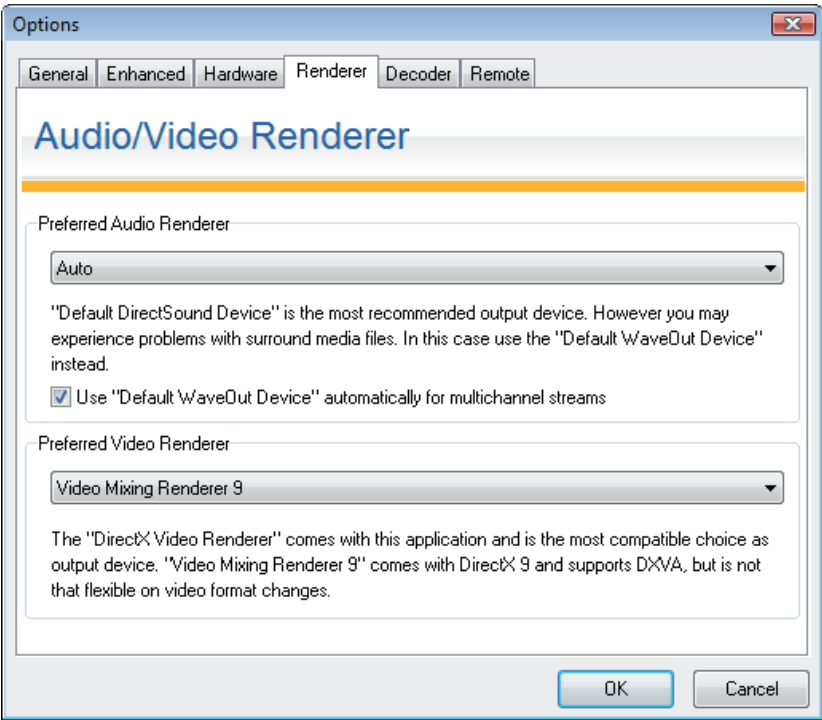 Options
General Enhanced Hardware Renderer Decoder Remote
Audio/Video Renderer
Preferred Audio Renderer
Auto
"Default DirectSound Device" is the most recommended output device. However you may
experience problems with surround media files. In this case use the "Default WaveOut Device"
instead.
Use "Default WaveOut Device" automatically for multichannel streams
Preferred Video Renderer
Video Mixing Renderer 9
The "DirectX Video Renderer" comes with this application and is the most compatible choice as
output device. "Video Mixing Renderer 9" comes with DirectX 9 and supports DXVA, but is not
that flexible on video format changes.
OK Cancel